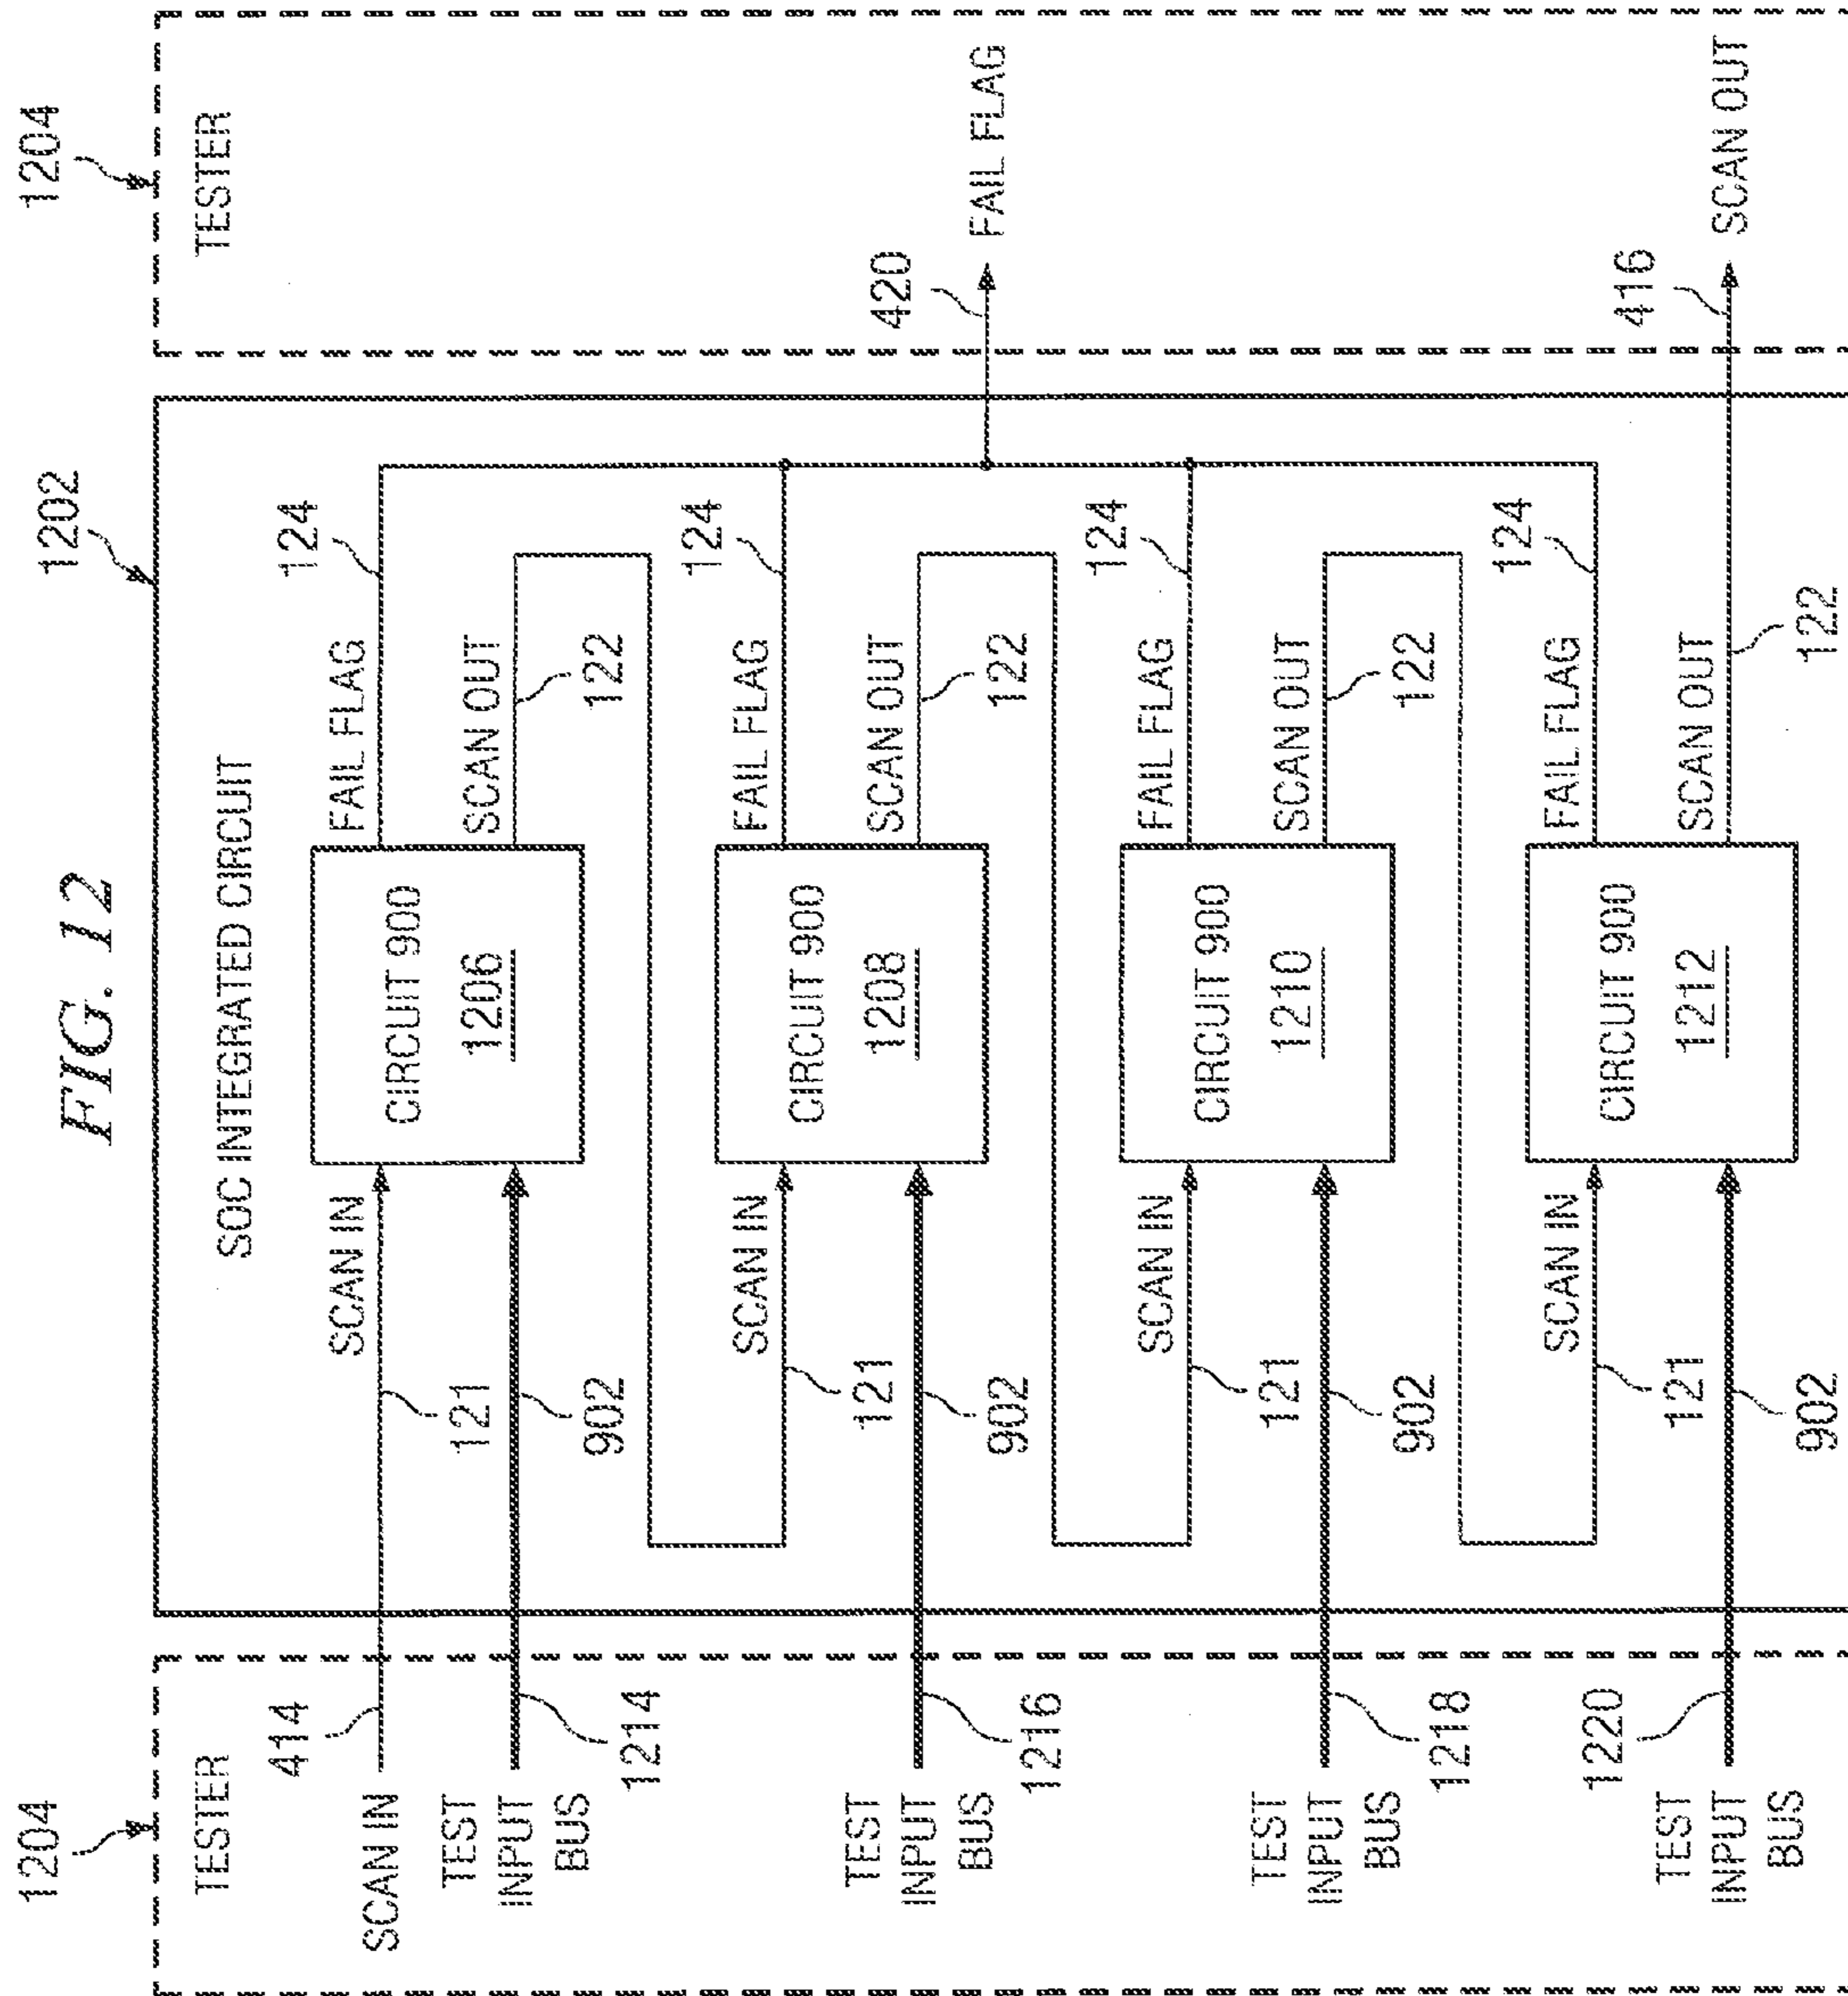 FIG. 12
1204
1202
1204
TESTER
SOC INTEGRATED CIRCUIT
TESTER
414
SCAN IN
SCAN IN
121
FAIL FLAG
124
TEST
INPUT
BUS
1214
902
CIRCUIT 900
1206
SCAN OUT
122
SCAN IN
121
FAIL FLAG
124
TEST
INPUT
BUS
1216
902
CIRCUIT 900
1208
SCAN OUT
122
420
FAIL FLAG
SCAN IN
121
FAIL FLAG
124
TEST
INPUT
BUS
1218
902
CIRCUIT 900
1210
SCAN OUT
122
SCAN IN
121
FAIL FLAG
124
TEST
INPUT
BUS
1220
902
CIRCUIT 900
1212
SCAN OUT
122
416
SCAN OUT